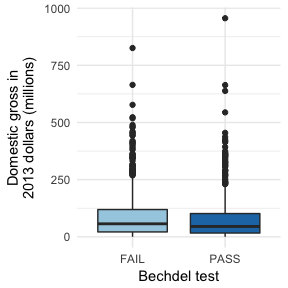 1000
750
500
250
0
Domestic gross in
2013 dollars (millions)
FAIL
PASS
Bechdel test